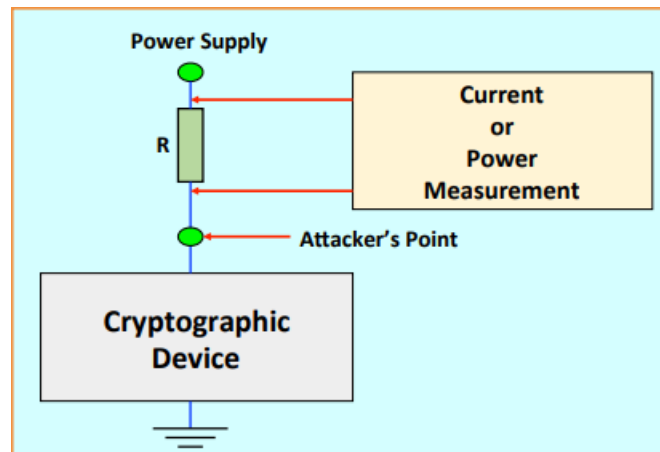 Power Supply
Current
or
Power
Measurement
R
Attacker's Point
Cryptographic
Device